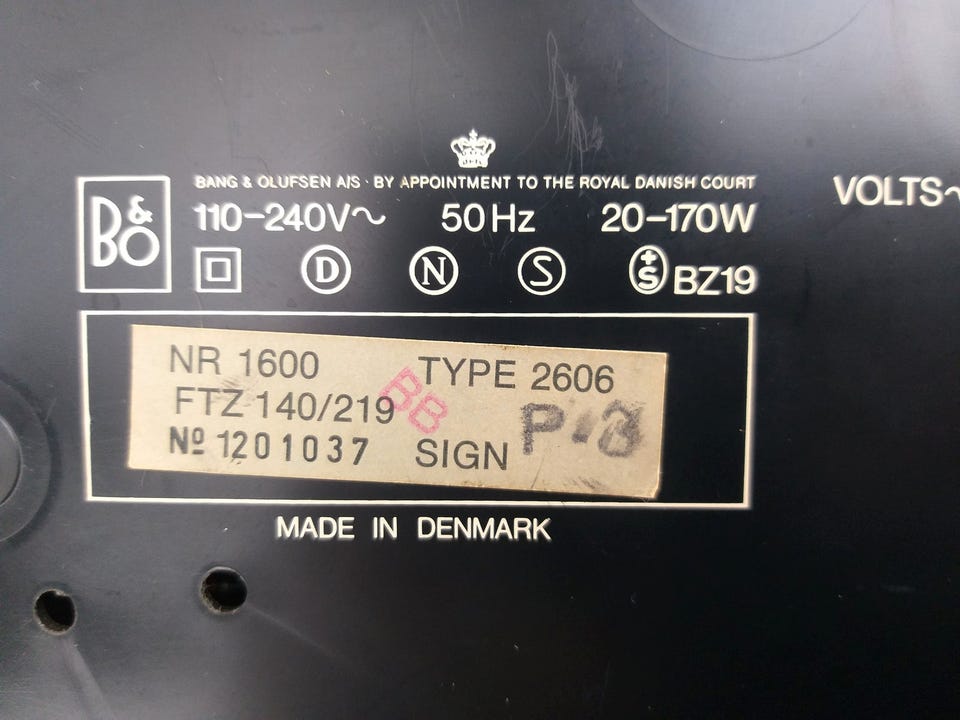 BANG & OLUFSEN A/S · BY APPOINTMENT TO THE ROYAL DANISH COURT
B&O
110-240V~ 50Hz 20-170W
D N S +S BZ19
VOLTS~
NR 1600 TYPE 2606
FTZ 140/219 BB
Nº 1201037 SIGN
MADE IN DENMARK